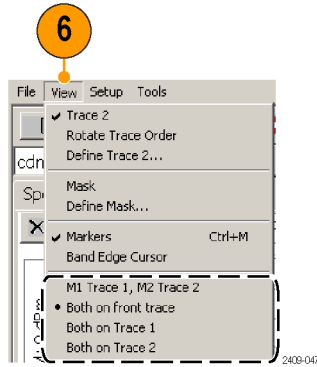 6
File View Setup Tools
Trace 2
Rotate Trace Order
Define Trace 2...
cdn
Mask
Define Mask...
Markers Ctrl+M
Band Edge Cursor
M1 Trace 1, M2 Trace 2
Both on front trace
Both on Trace 1
Both on Trace 2
2409-047